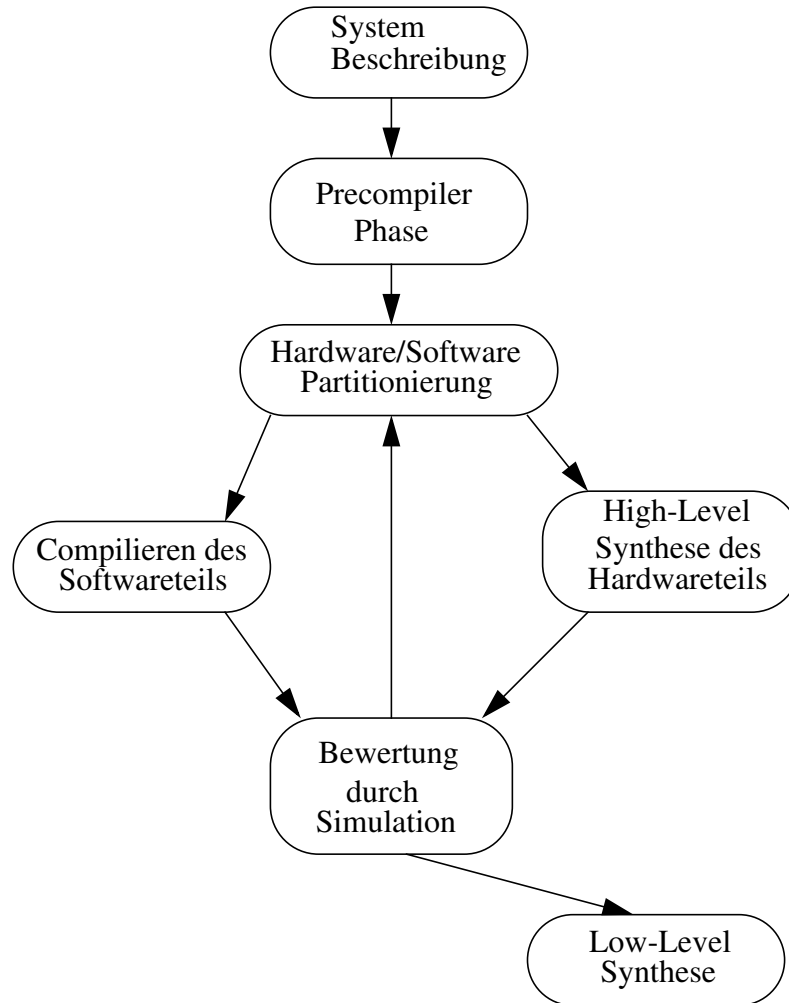 System
Beschreibung
Precompiler
Phase
Hardware/Software
Partitionierung
Compilieren des
Softwareteils
High-Level
Synthese des
Hardwareteils
Bewertung
durch
Simulation
Low-Level
Synthese